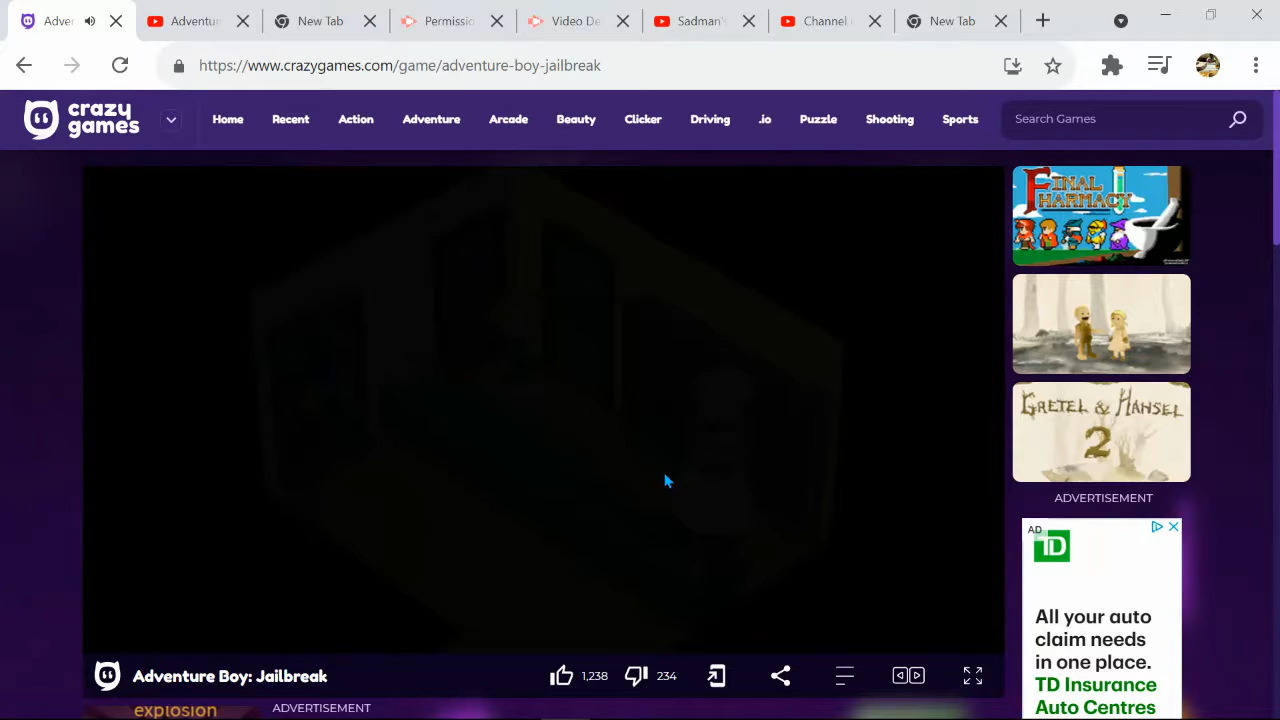 Adver
Adventur
New Tab
Permissio
Video De
Sadman's
Channel
New Tab
https://www.crazygames.com/game/adventure-boy-jailbreak
crazy
games
Home
Recent
Action
Adventure
Arcade
Beauty
Clicker
Driving
.io
Puzzle
Shooting
Sports
Search Games
FINAL
PHARMACY
GRETEL & HANSEL
2
ADVERTISEMENT
AD
TD
All your auto
claim needs
in one place.
TD Insurance
Auto Centres
Adventure Boy: Jailbreak
1,238
234
explosion
ADVERTISEMENT